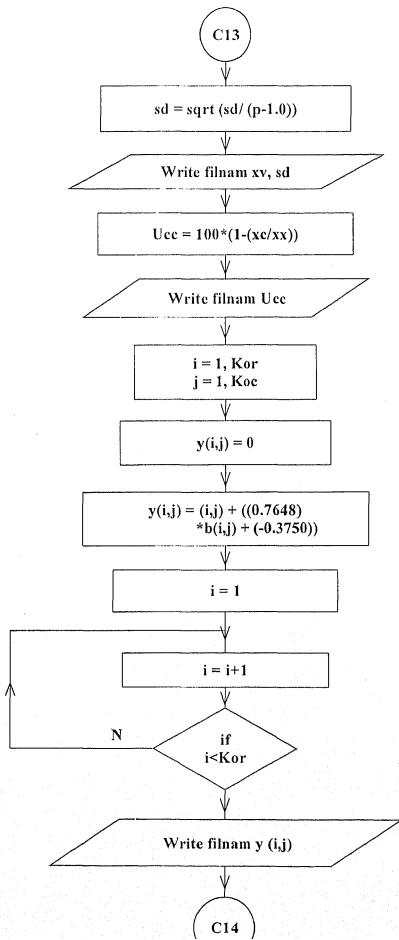 C13
sd = sqrt (sd/ (p-1.0))
Write filnam xv, sd
Ucc = 100*(1-(xc/xx))
Write filnam Ucc
i = 1, Kor
j = 1, Koc
y(i,j) = 0
y(i,j) = (i,j) + ((0.7648)
*b(i,j) + (-0.3750))
i = 1
i = i+1
N
if
i<Kor
Write filnam y (i,j)
C14